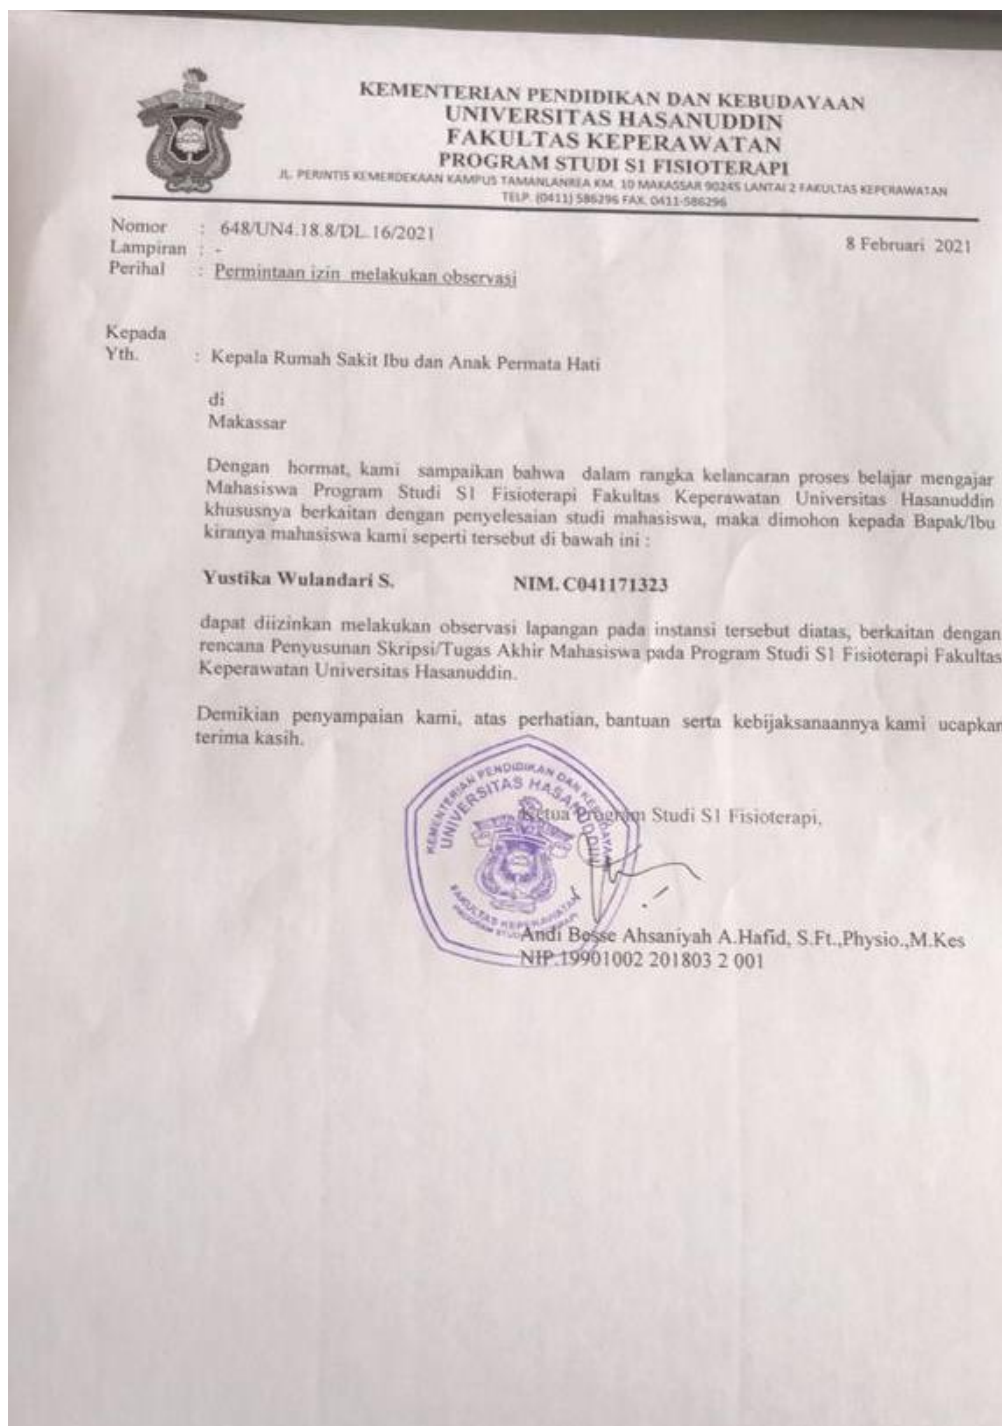 KEMENTERIAN PENDIDIKAN DAN KEBUDAYAAN
UNIVERSITAS HASANUDDIN
FAKULTAS KEPERAWATAN
PROGRAM STUDI S1 FISIOTERAPI
JL. PERINTIS KEMERDEKAAN KAMPUS TAMANLANREA KM. 10 MAKASSAR 90245 LANTAI 2 FAKULTAS KEPERAWATAN
TELP. (0411) 586296 FAX. 0411-586296
Nomor : 648/UN4.18.8/DL.16/2021
8 Februari 2021
Lampiran : -
Perihal : Permintaan izin melakukan observasi
Kepada
Yth. : Kepala Rumah Sakit Ibu dan Anak Permata Hati
di
Makassar
Dengan hormat, kami sampaikan bahwa dalam rangka kelancaran proses belajar mengajar
Mahasiswa Program Studi S1 Fisioterapi Fakultas Keperawatan Universitas Hasanuddin
khususnya berkaitan dengan penyelesaian studi mahasiswa, maka dimohon kepada Bapak/Ibu
kiranya mahasiswa kami seperti tersebut di bawah ini :
Yustika Wulandari S. NIM. C041171323
dapat diizinkan melakukan observasi lapangan pada instansi tersebut diatas, berkaitan dengan
rencana Penyusunan Skripsi/Tugas Akhir Mahasiswa pada Program Studi S1 Fisioterapi Fakultas
Keperawatan Universitas Hasanuddin.
Demikian penyampaian kami, atas perhatian, bantuan serta kebijaksanaannya kami ucapkan
terima kasih.
KEMENTERIAN PENDIDIKAN DAN KEBUDAYAAN
UNIVERSITAS HASANUDDIN
FAKULTAS KEPERAWATAN
Ketua Program Studi S1 Fisioterapi,
Andi Besse Ahsaniyah A.Hafid, S.Ft.,Physio.,M.Kes
NIP.19901002 201803 2 001